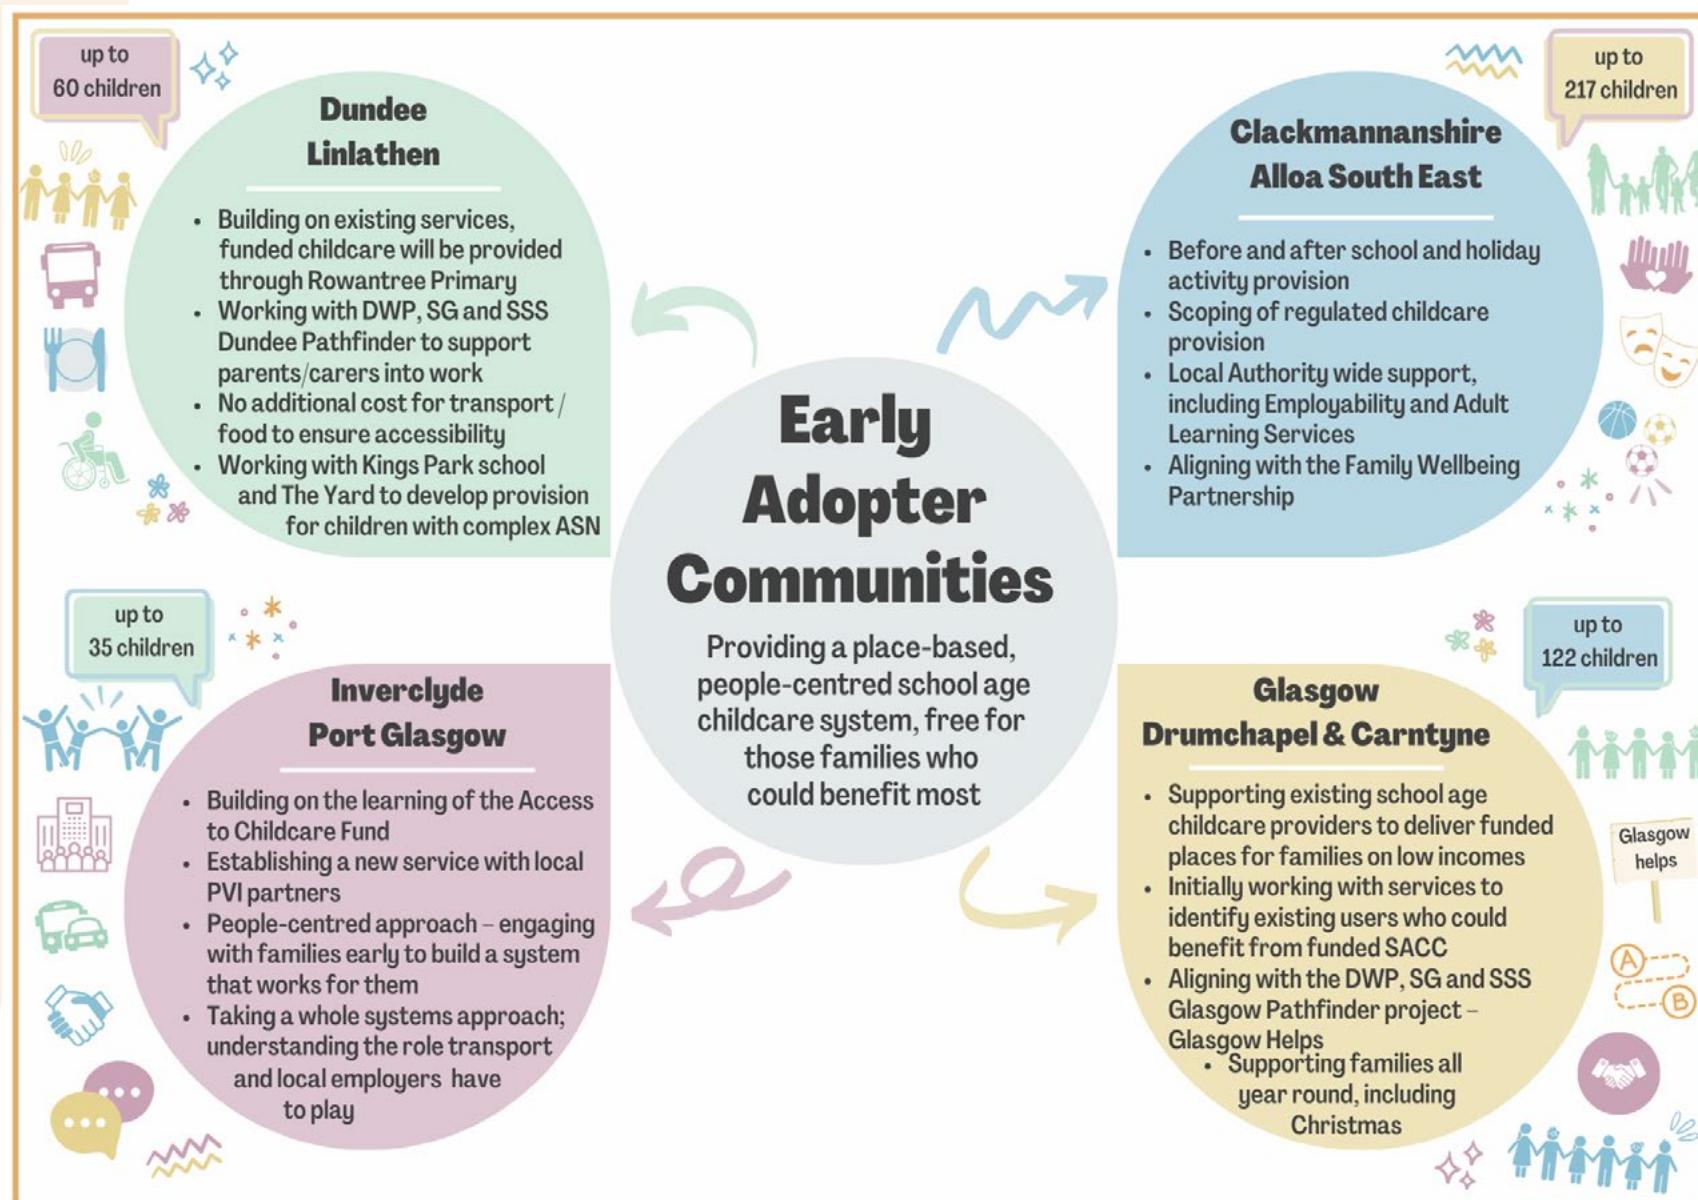 up to
60 children
Dundee
Linlathen
• Building on existing services,
funded childcare will be provided
through Rowantree Primary
• Working with DWP, SG and SSS
Dundee Pathfinder to support
parents/carers into work
• No additional cost for transport /
food to ensure accessibility
• Working with Kings Park school
and The Yard to develop provision
for children with complex ASN
up to
217 children
Clackmannanshire
Alloa South East
• Before and after school and holiday
activity provision
• Scoping of regulated childcare
provision
• Local Authority wide support,
including Employability and Adult
Learning Services
• Aligning with the Family Wellbeing
Partnership
Early
Adopter
Communities
Providing a place-based,
people-centred school age
childcare system, free for
those families who
could benefit most
up to
35 children
Inverclyde
Port Glasgow
• Building on the learning of the Access
to Childcare Fund
• Establishing a new service with local
PVI partners
• People-centred approach – engaging
with families early to build a system
that works for them
• Taking a whole systems approach;
understanding the role transport
and local employers have
to play
up to
122 children
Glasgow
Drumchapel & Carntyne
• Supporting existing school age
childcare providers to deliver funded
places for families on low incomes
• Initially working with services to
identify existing users who could
benefit from funded SACC
• Aligning with the DWP, SG and SSS
Glasgow Pathfinder project –
Glasgow Helps
• Supporting families all
year round, including
Christmas
Glasgow
helps
A
B